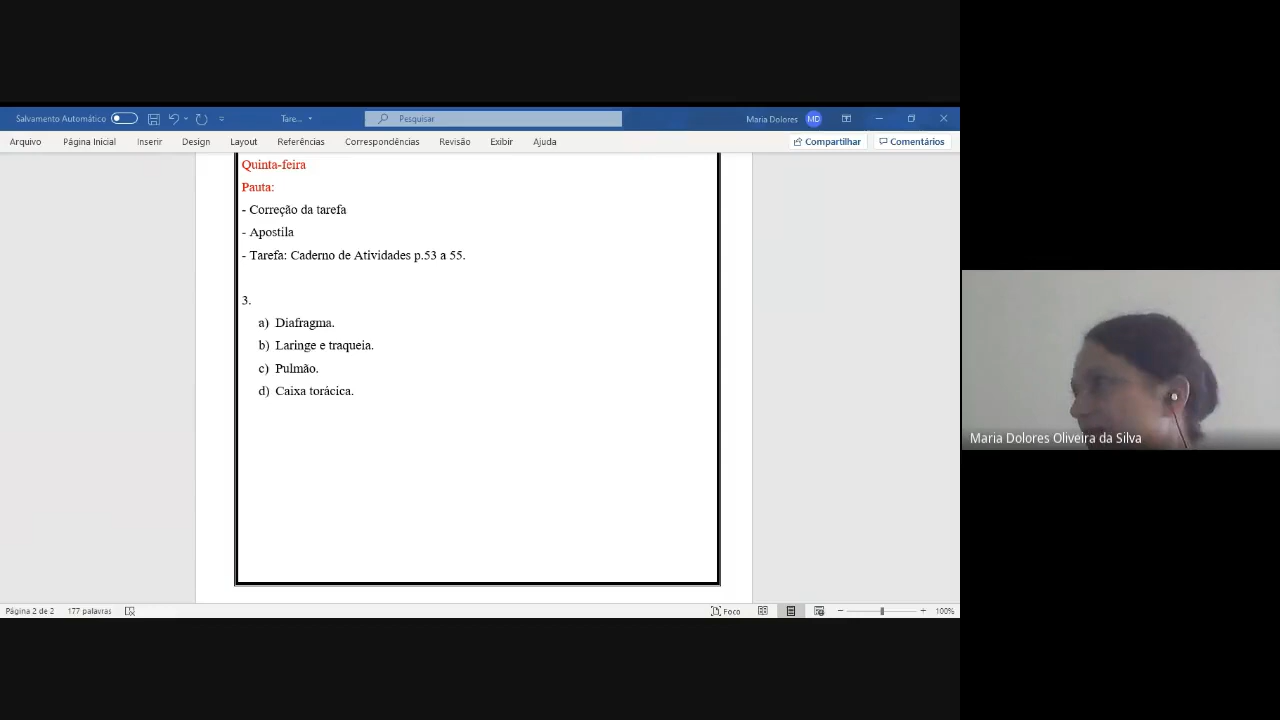 Salvamento Automático
Tare...
Pesquisar
Maria Dolores
MD
Arquivo
Página Inicial
Inserir
Design
Layout
Referências
Correspondências
Revisão
Exibir
Ajuda
Compartilhar
Comentários
Quinta-feira
Pauta:
- Correção da tarefa
- Apostila
- Tarefa: Caderno de Atividades p.53 a 55.
3.
a) Diafragma.
b) Laringe e traqueia.
c) Pulmão.
d) Caixa torácica.
Maria Dolores Oliveira da Silva
Página 2 de 2
177 palavras
Foco
100%